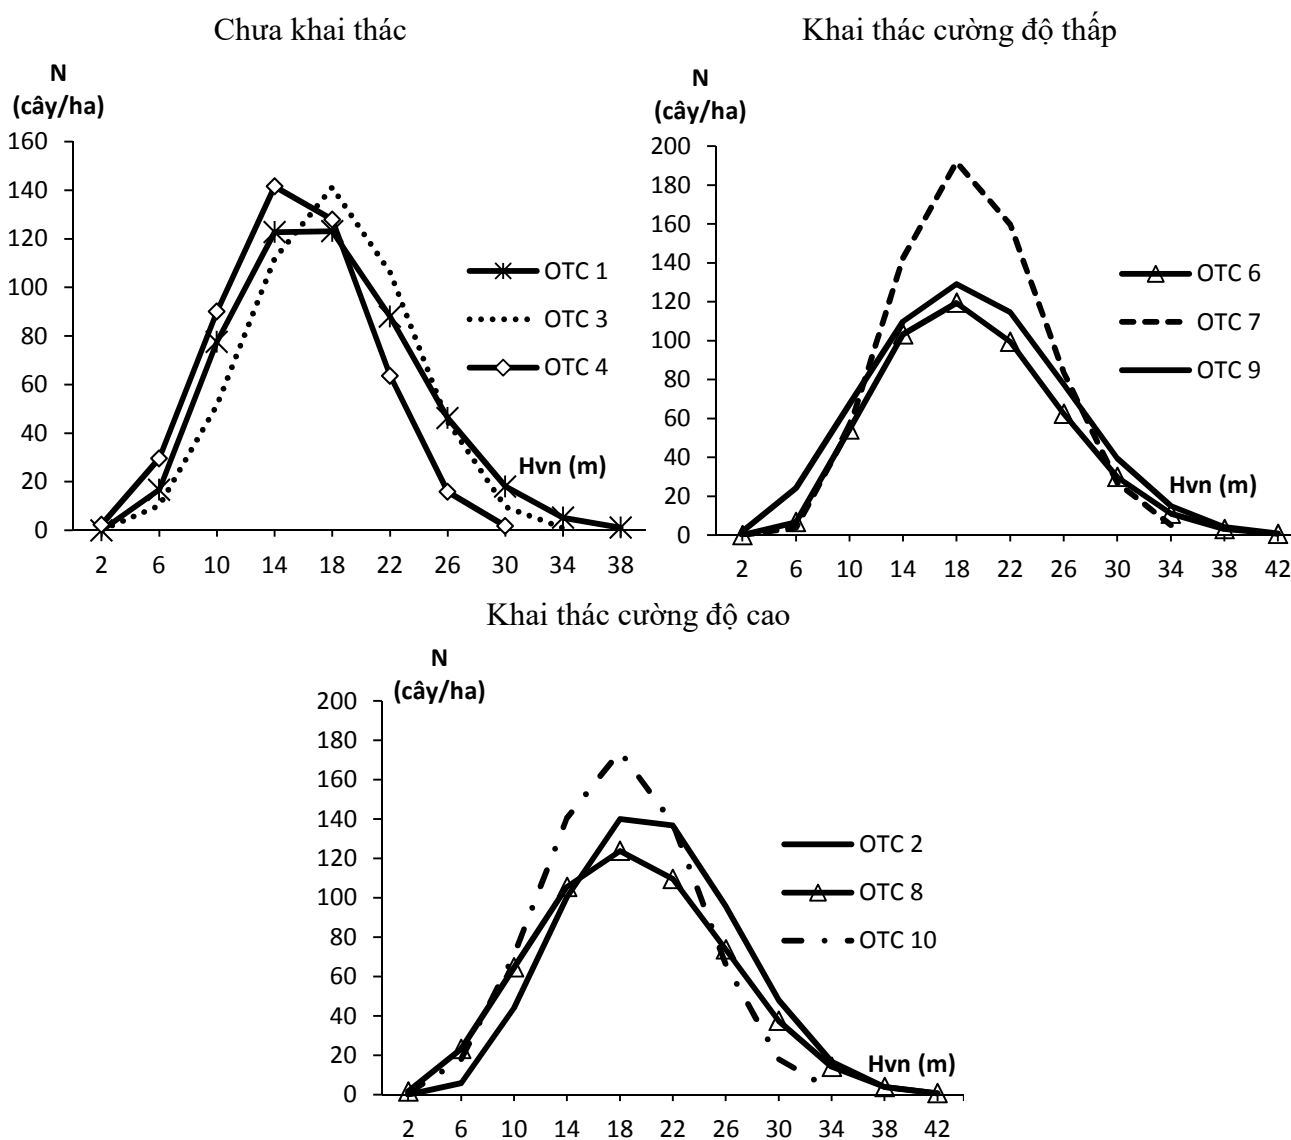 Chưa khai thác
N
(cây/ha)
160
140
120
100
80
60
40
20
0
2 6 10 14 18 22 26 30 34 38
Hvn (m)
OTC 1
OTC 3
OTC 4
Khai thác cường độ thấp
N
(cây/ha)
200
180
160
140
120
100
80
60
40
20
0
2 6 10 14 18 22 26 30 34 38 42
Hvn (m)
OTC 6
OTC 7
OTC 9
Khai thác cường độ cao
N
(cây/ha)
200
180
160
140
120
100
80
60
40
20
0
2 6 10 14 18 22 26 30 34 38 42
Hvn (m)
OTC 2
OTC 8
OTC 10